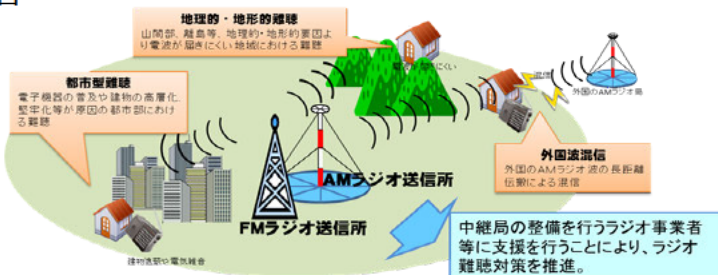 図
地理的・地形的難聴
山間部、離島等、地理的・地形的要因よ
り電波が届きにくい地域における難聴
電波が届きにくい
都市型難聴
電子機器の普及や建物の高層化、
堅牢化等が原因の都市部におけ
る難聴
混信
外国のAMラジオ局
外国波混信
外国のAMラジオ波の長距離
伝搬による混信
AMラジオ送信所
FMラジオ送信所
建物遮蔽や電気雑音
中継局の整備を行うラジオ事業者
等に支援を行うことにより、ラジオ
難聴対策を推進。